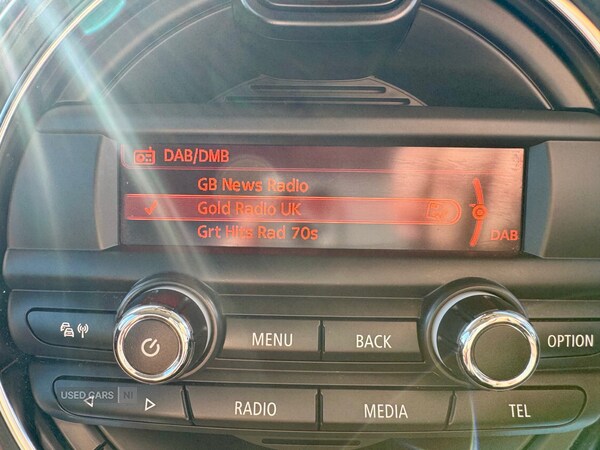 DAB/DMB
GB News Radio
Gold Radio UK
Grt Hits Rad 70s
DAB
MENU
BACK
OPTION
USED CARS NI
RADIO
MEDIA
TEL